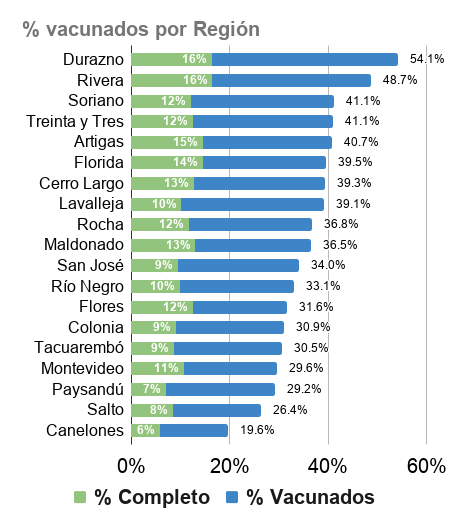 % vacunados por Región
Durazno 16% 54.1%
Rivera 16% 48.7%
Soriano 12% 41.1%
Treinta y Tres 12% 41.1%
Artigas 15% 40.7%
Florida 14% 39.5%
Cerro Largo 13% 39.3%
Lavalleja 10% 39.1%
Rocha 12% 36.8%
Maldonado 13% 36.5%
San José 9% 34.0%
Río Negro 10% 33.1%
Flores 12% 31.6%
Colonia 9% 30.9%
Tacuarembó 9% 30.5%
Montevideo 11% 29.6%
Paysandú 7% 29.2%
Salto 8% 26.4%
Canelones 6% 19.6%
0% 20% 40% 60%
% Completo % Vacunados